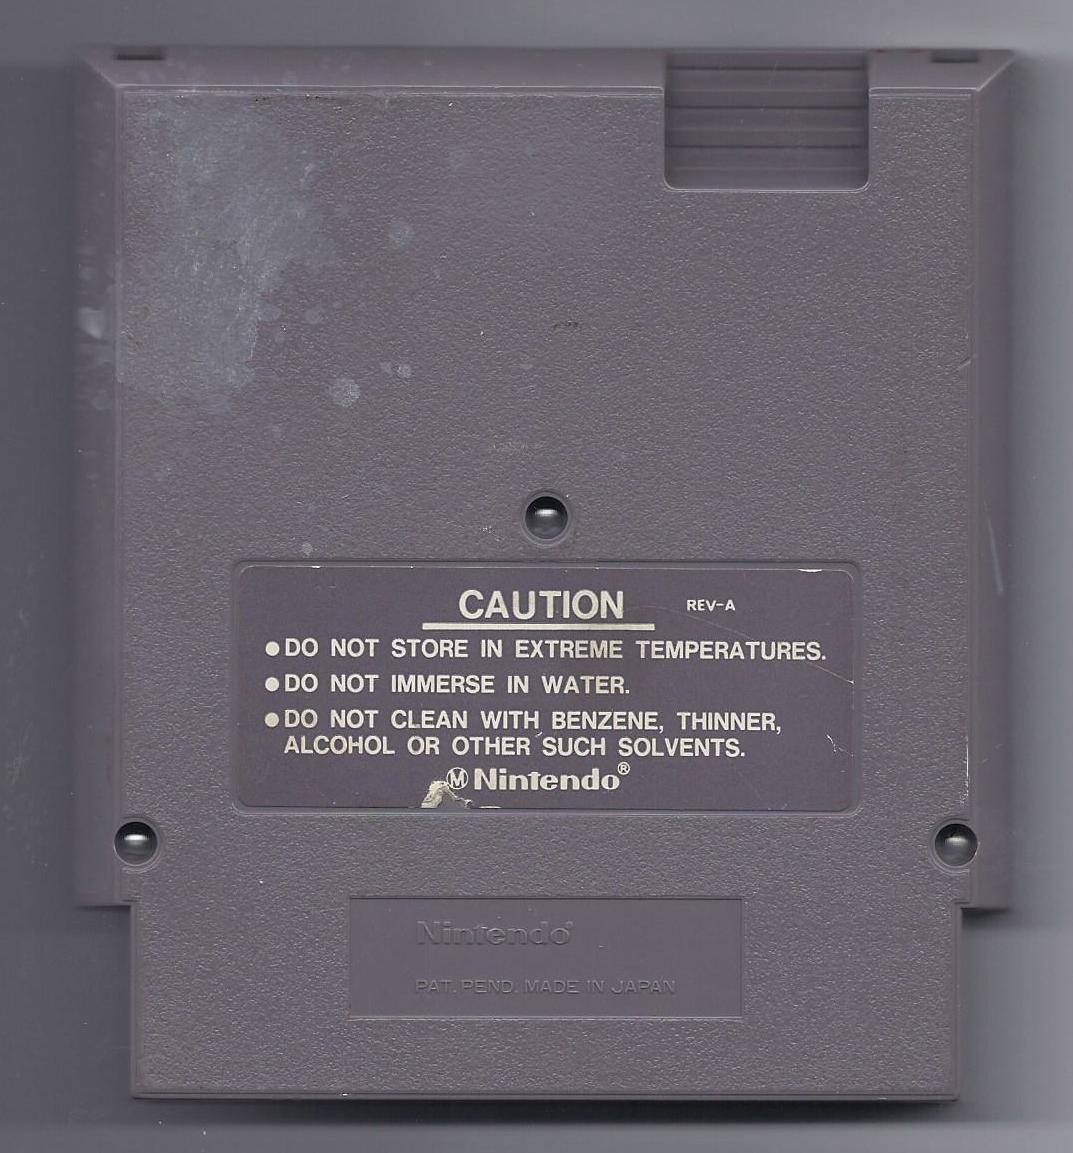 CAUTION REV-A
●DO NOT STORE IN EXTREME TEMPERATURES.
●DO NOT IMMERSE IN WATER.
●DO NOT CLEAN WITH BENZENE, THINNER,
ALCOHOL OR OTHER SUCH SOLVENTS.
Ⓜ Nintendo®
Nintendo®
PAT. PEND. MADE IN JAPAN